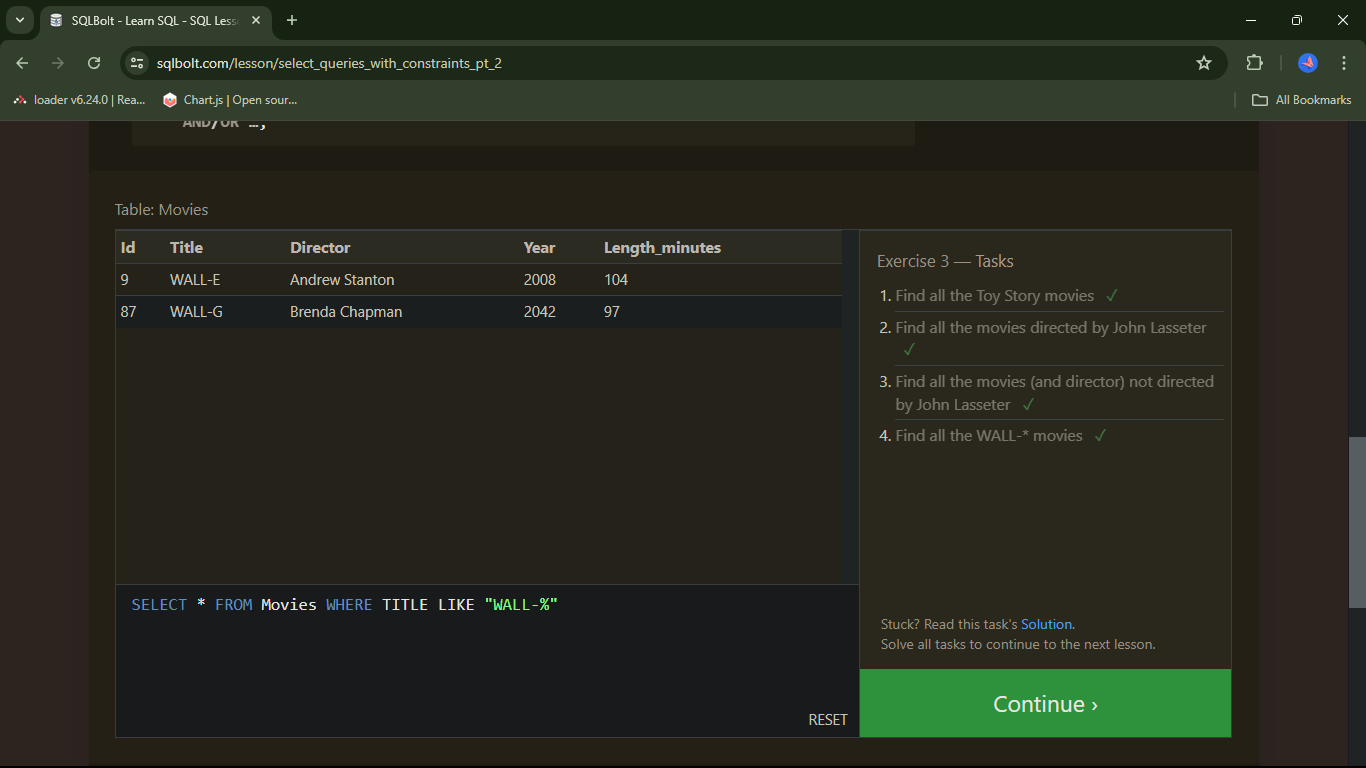 SQLBolt - Learn SQL - SQL Less
sqlbolt.com/lesson/select_queries_with_constraints_pt_2
loader v6.24.0 | Rea... Chart.js | Open sour... All Bookmarks
AND/OR …;
Table: Movies
Id Title Director Year Length_minutes
9 WALL-E Andrew Stanton 2008 104
87 WALL-G Brenda Chapman 2042 97
SELECT * FROM Movies WHERE TITLE LIKE "WALL-%"
RESET
Exercise 3 — Tasks
1. Find all the Toy Story movies ✓
2. Find all the movies directed by John Lasseter
✓
3. Find all the movies (and director) not directed
by John Lasseter ✓
4. Find all the WALL-* movies ✓
Stuck? Read this task's Solution.
Solve all tasks to continue to the next lesson.
Continue ›